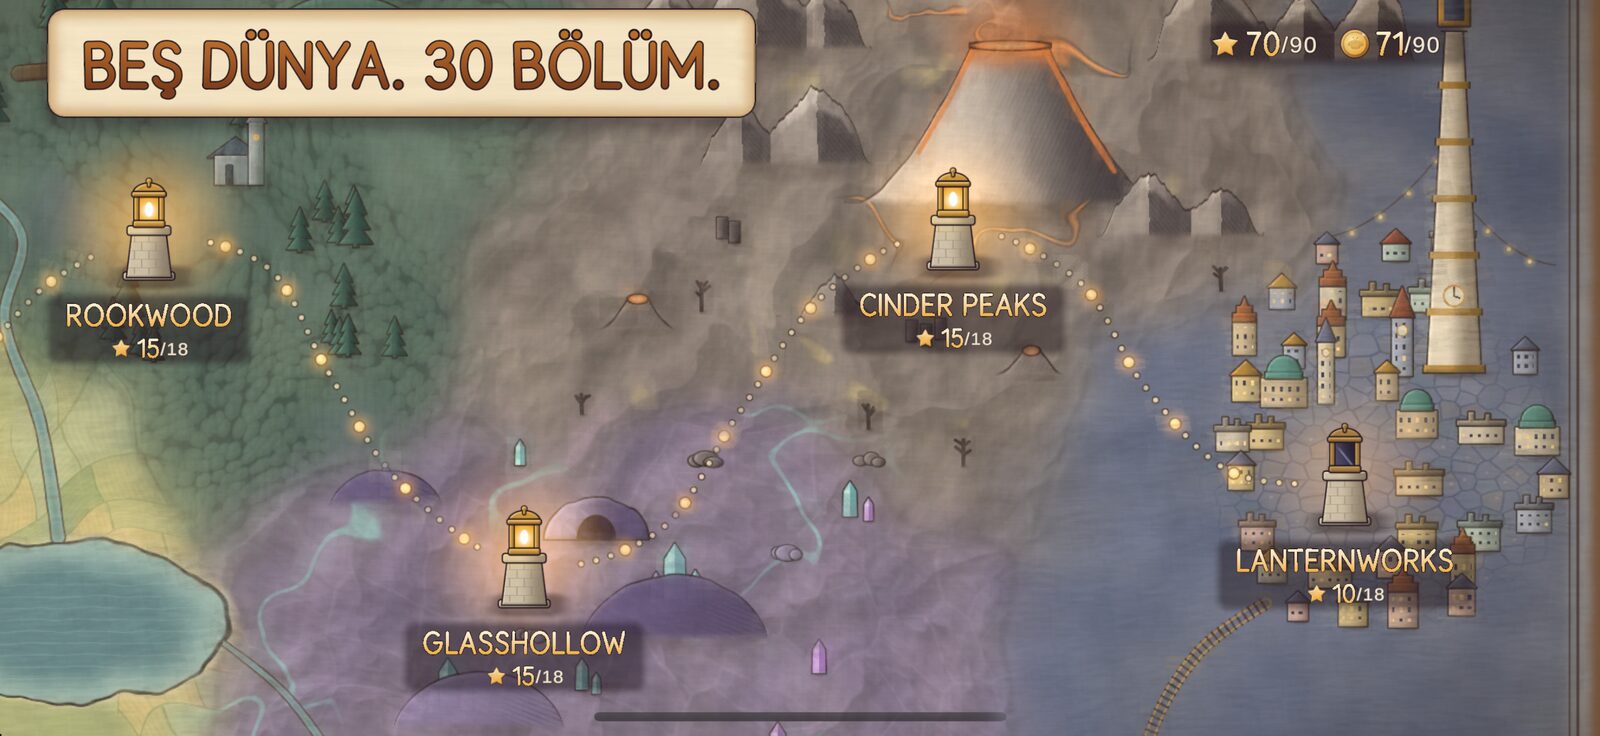 BEŞ DÜNYA. 30 BÖLÜM.
70/90 71/90
ROOKWOOD
15/18
CINDER PEAKS
15/18
GLASSHOLLOW
15/18
LANTERNWORKS
10/18